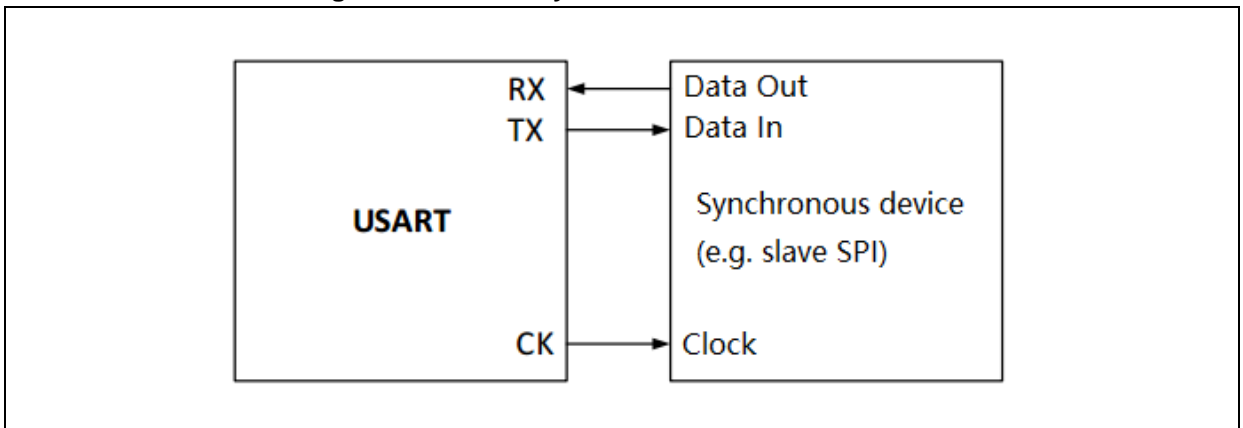 RX
TX
USART
CK
Data Out
Data In
Synchronous device
(e.g. slave SPI)
Clock